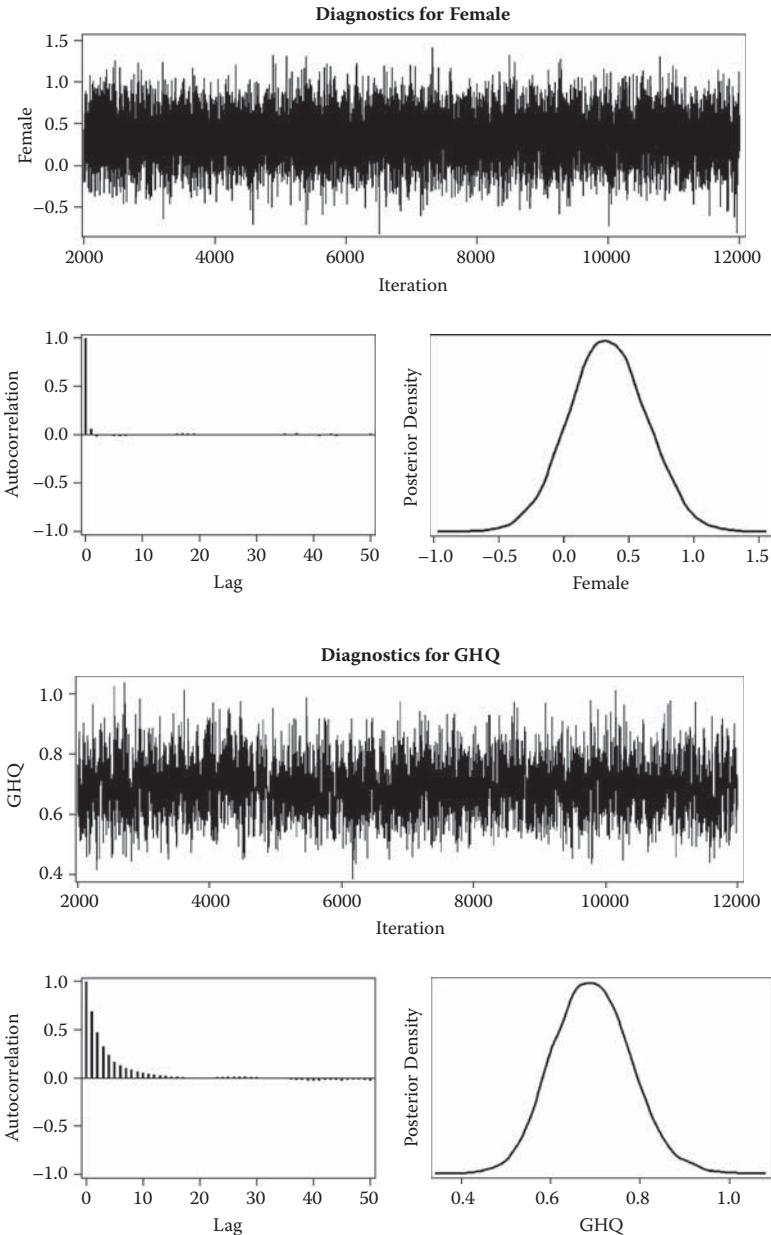 Diagnostics for Female
Female
1.5
1.0
0.5
0.0
−0.5
2000 4000 6000 8000 10000 12000
Iteration
Autocorrelation
1.0
0.5
0.0
−0.5
−1.0
0 10 20 30 40 50
Lag
Posterior Density
−1.0 −0.5 0.0 0.5 1.0 1.5
Female
Diagnostics for GHQ
GHQ
1.0
0.8
0.6
0.4
2000 4000 6000 8000 10000 12000
Iteration
Autocorrelation
1.0
0.5
0.0
−0.5
−1.0
0 10 20 30 40 50
Lag
Posterior Density
0.4 0.6 0.8 1.0
GHQ